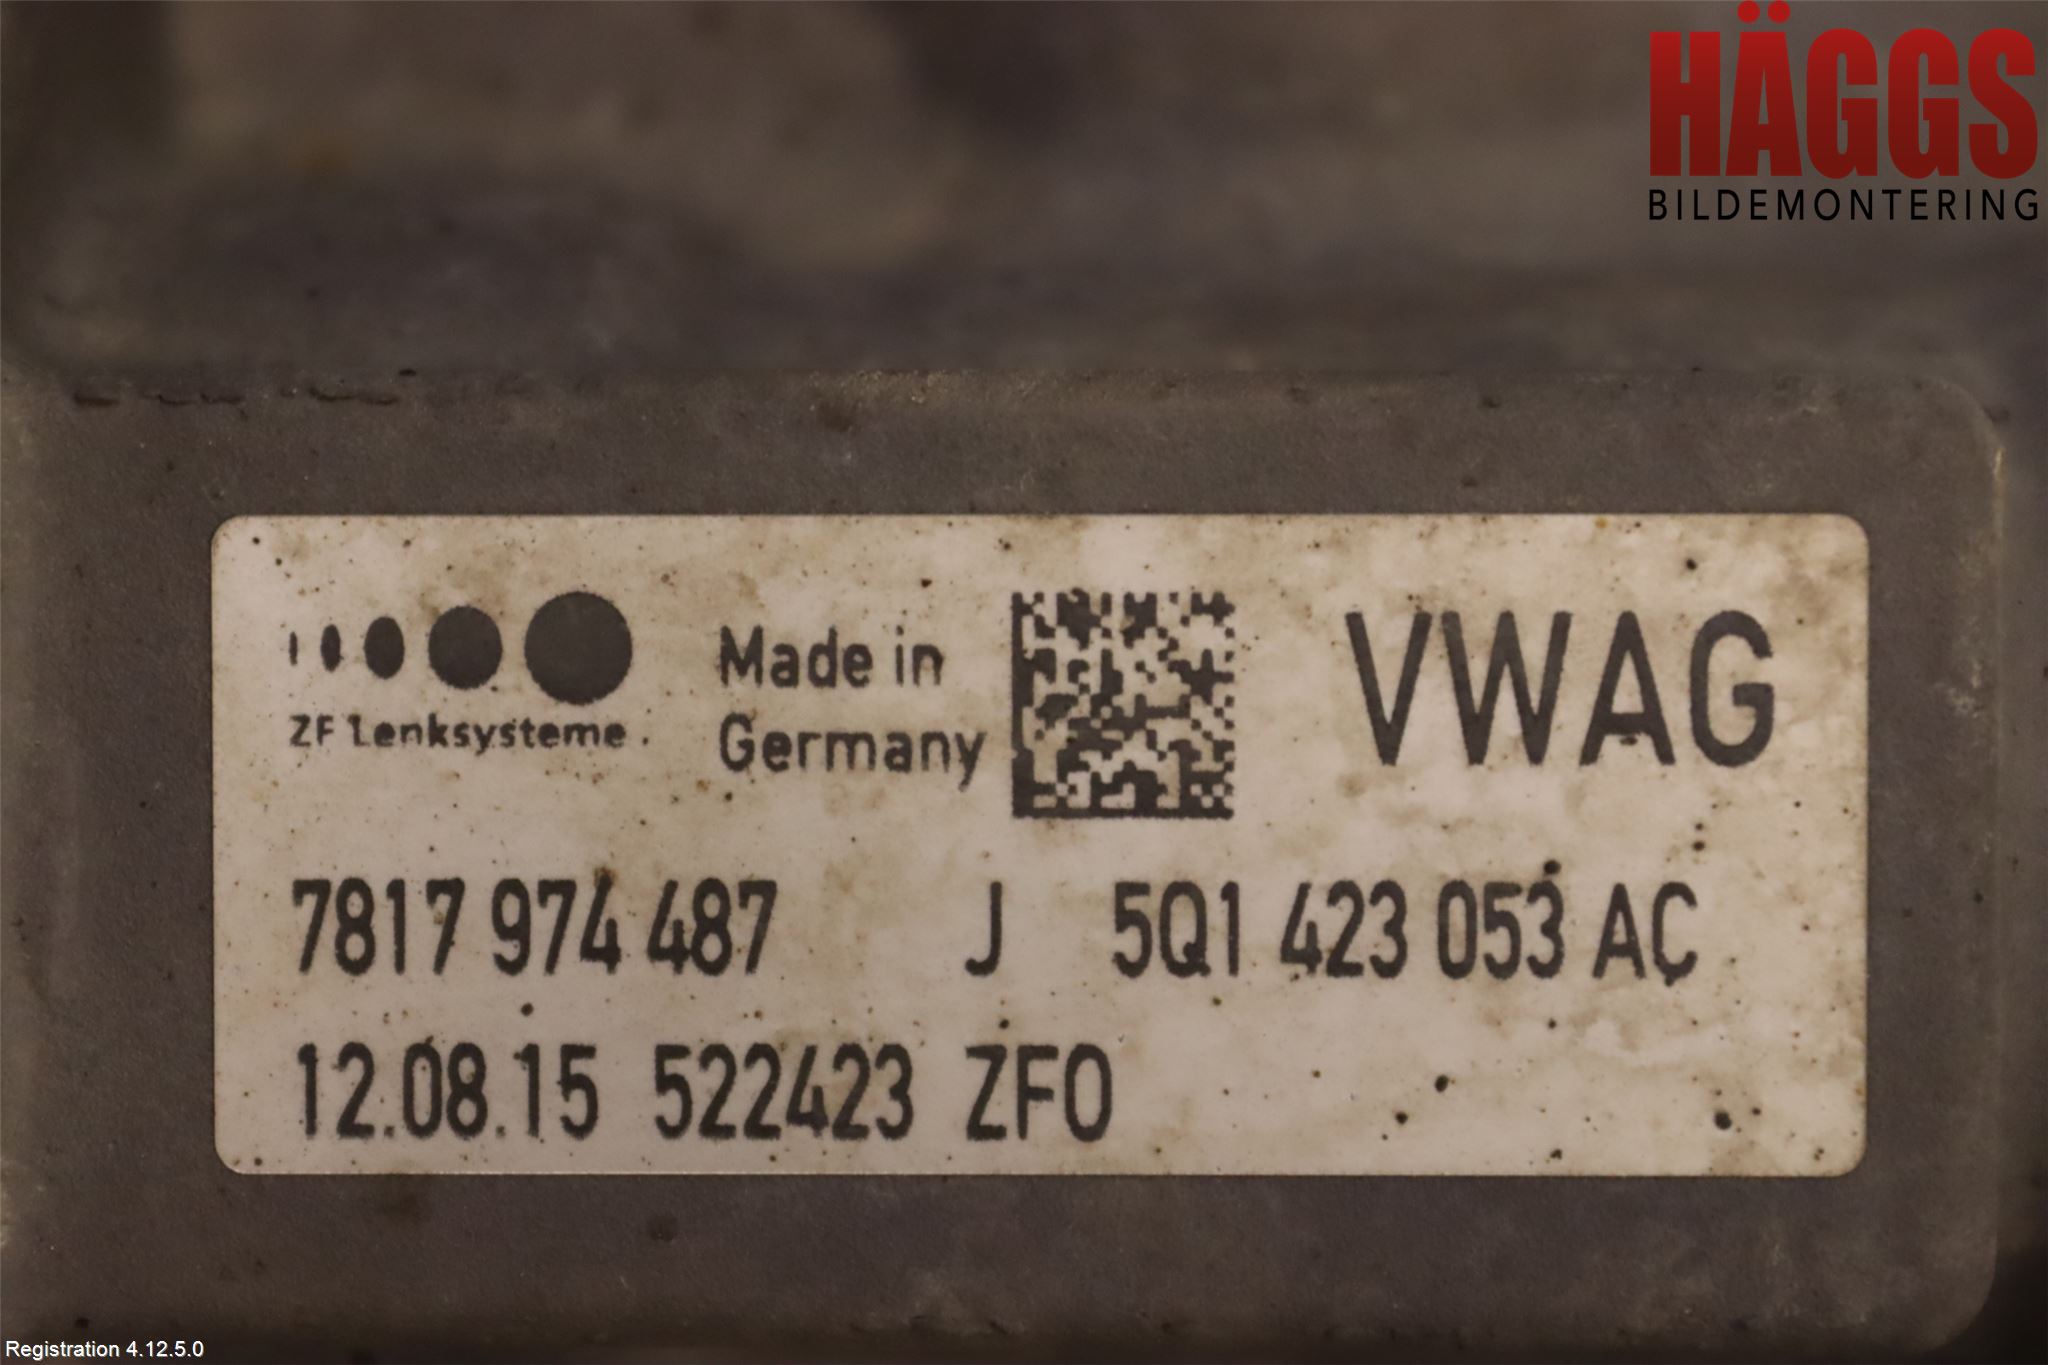 HÄGGS
BILDEMONTERING
ZF Lenksysteme.
Made in
Germany
VWAG
7817 974 487 J 5Q1 423 053 AC
12.08.15 522423 ZFO
Registration 4.12.5.0